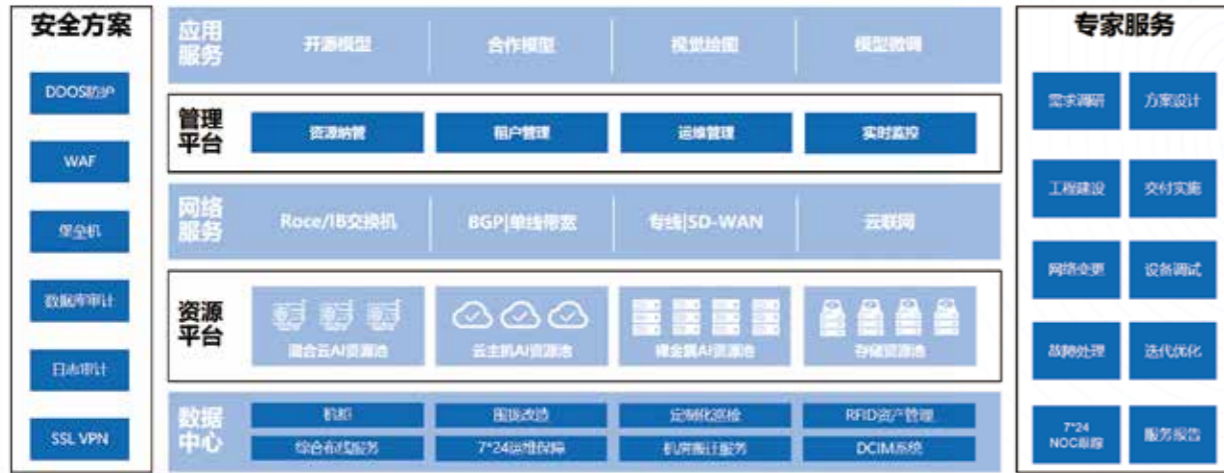 安全方案
DDOS防护
WAF
堡垒机
数据库审计
日志审计
SSL VPN
应用
服务
开源模型
合作模型
视觉绘图
模型微调
管理
平台
资源纳管
租户管理
运维管理
实时监控
网络
服务
Roce/IB交换机
BGP|单线带宽
专线|SD-WAN
云联网
资源
平台
混合云AI资源池
云主机AI资源池
裸金属AI资源池
存储资源池
数据
中心
机柜
定制化巡检
RFID资产管理
综合布线服务
7*24运维保障
机房搬迁服务
DCIM系统
专家服务
需求调研
方案设计
工程建设
交付实施
网络变更
设备调试
故障处理
迭代优化
7*24
NOC跟踪
服务报告